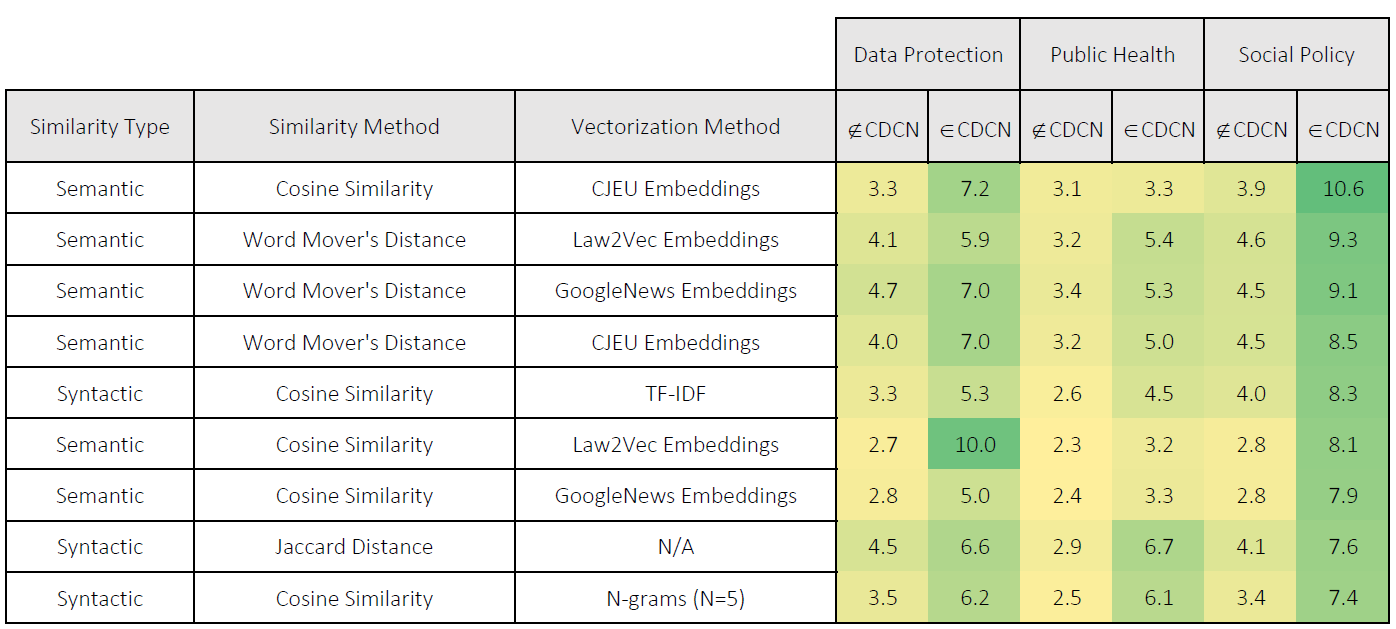 Data Protection Public Health Social Policy
Similarity Type Similarity Method Vectorization Method ∉CDCN ∈CDCN ∉CDCN ∈CDCN ∉CDCN ∈CDCN
Semantic Cosine Similarity CJEU Embeddings 3.3 7.2 3.1 3.3 3.9 10.6
Semantic Word Mover's Distance Law2Vec Embeddings 4.1 5.9 3.2 5.4 4.6 9.3
Semantic Word Mover's Distance GoogleNews Embeddings 4.7 7.0 3.4 5.3 4.5 9.1
Semantic Word Mover's Distance CJEU Embeddings 4.0 7.0 3.2 5.0 4.5 8.5
Syntactic Cosine Similarity TF-IDF 3.3 5.3 2.6 4.5 4.0 8.3
Semantic Cosine Similarity Law2Vec Embeddings 2.7 10.0 2.3 3.2 2.8 8.1
Semantic Cosine Similarity GoogleNews Embeddings 2.8 5.0 2.4 3.3 2.8 7.9
Syntactic Jaccard Distance N/A 4.5 6.6 2.9 6.7 4.1 7.6
Syntactic Cosine Similarity N-grams (N=5) 3.5 6.2 2.5 6.1 3.4 7.4